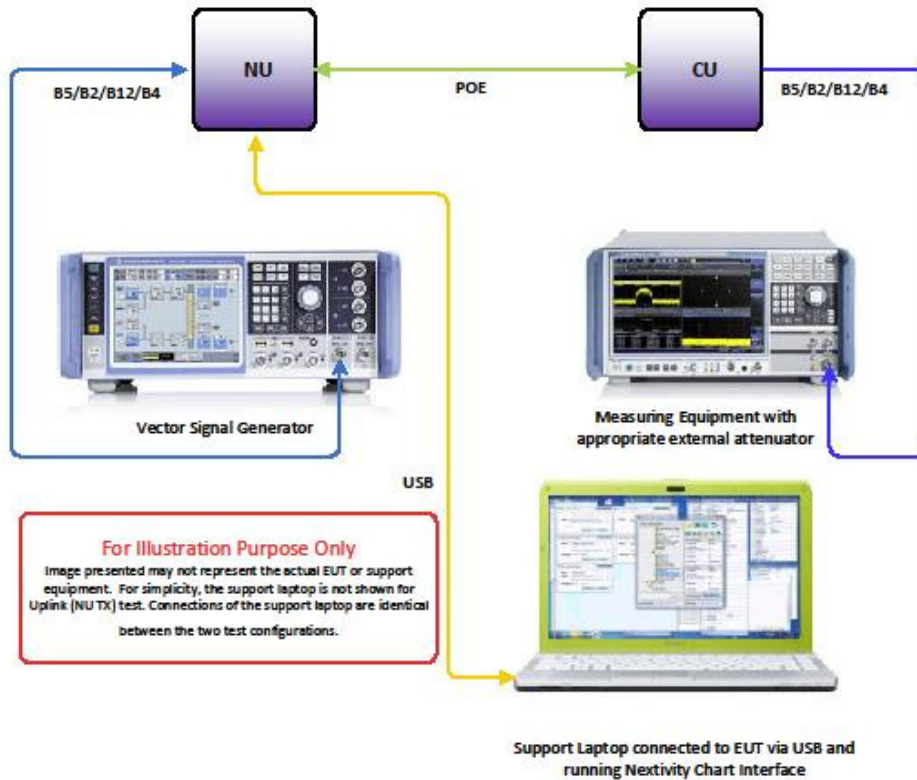 NU
CU
B5/B2/B12/B4
POE
B5/B2/B12/B4
Vector Signal Generator
Measuring Equipment with
appropriate external attenuator
USB
For Illustration Purpose Only
Image presented may not represent the actual EUT or support
equipment. For simplicity, the support laptop is not shown for
Uplink (NU TX) test. Connections of the support laptop are identical
between the two test configurations.
Support Laptop connected to EUT via USB and
running Nextivity Chart Interface